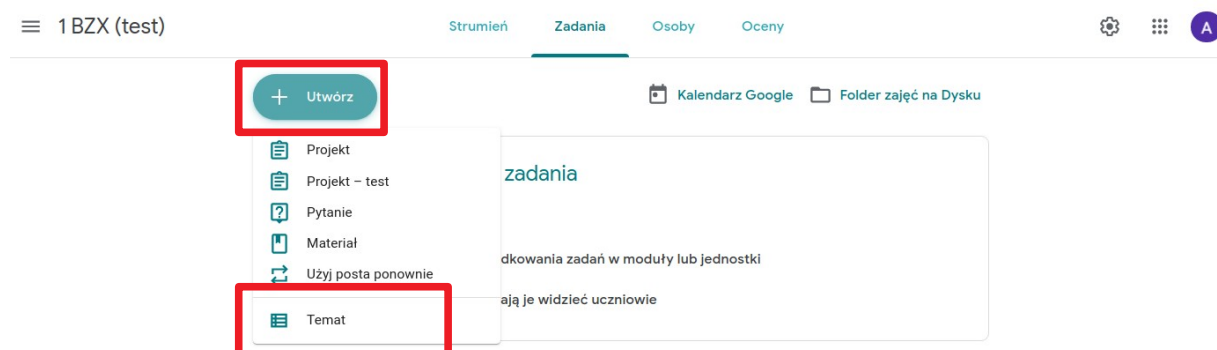 1 BZX (test)
Strumień Zadania Osoby Oceny
A
Utwórz
Kalendarz Google Folder zajęć na Dysku
Projekt
zadania
Projekt – test
Pytanie
Materiał
dkowania zadań w moduły lub jednostki
Użyj posta ponownie
ają je widzieć uczniowie
Temat